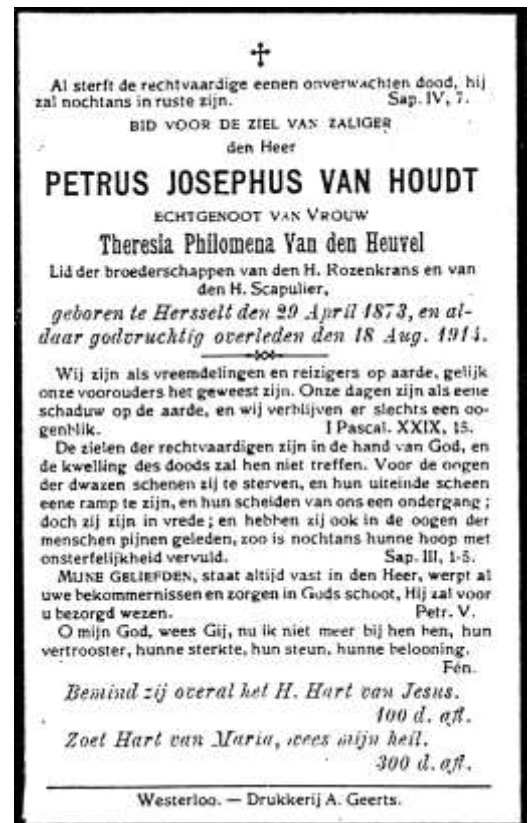 Al sterft de rechtvaardige eenen onverwachten dood, hij
zal nochtans in ruste zijn. Sap. IV, 7.
BID VOOR DE ZIEL VAN ZALIGER
den Heer
PETRUS JOSEPHUS VAN HOUDT
ECHTGENOOT VAN VROUW
Theresia Philomena Van den Heuvel
Lid der broederschappen van den H. Rozenkrans en van
den H. Scapulier,
geboren te Hersselt den 29 April 1873, en al-
daar godvruchtig overleden den 18 Aug. 1914.
Wij zijn als vreemdelingen en reizigers op aarde, gelijk
onze voorouders het geweest zijn. Onze dagen zijn als eene
schaduw op de aarde, en wij verblijven er slechts een oo-
genblik. I Pascal. XXIX, 15.
De zielen der rechtvaardigen zijn in de hand van God, en
de kwelling des doods zal hen niet treffen. Voor de oogen
der dwazen schenen zij te sterven, en hun uiteinde scheen
eene ramp te zijn, en hun scheiden van ons een ondergang;
doch zij zijn in vrede; en hebben zij ook in de oogen der
menschen pijnen geleden, zoo is nochtans hunne hoop met
onsterfelijkheid vervuld. Sap. III, 1-5.
MIJNE GELIEFDEN, staat altijd vast in den Heer, werpt al
uwe bekommernissen en zorgen in Gods schoot, Hij zal voor
u bezorgd wezen. Petr. V.
O mijn God, wees Gij, nu ik niet meer bij hen ben, hun
vertrooster, hunne sterkte, hun steun, hunne belooning.
Fén.
Bemind zij overal het H. Hart van Jesus.
100 d. afl.
Zoet Hart van Maria, wees mijn heil.
300 d. afl.
Westerloo. — Drukkerij A. Geerts.